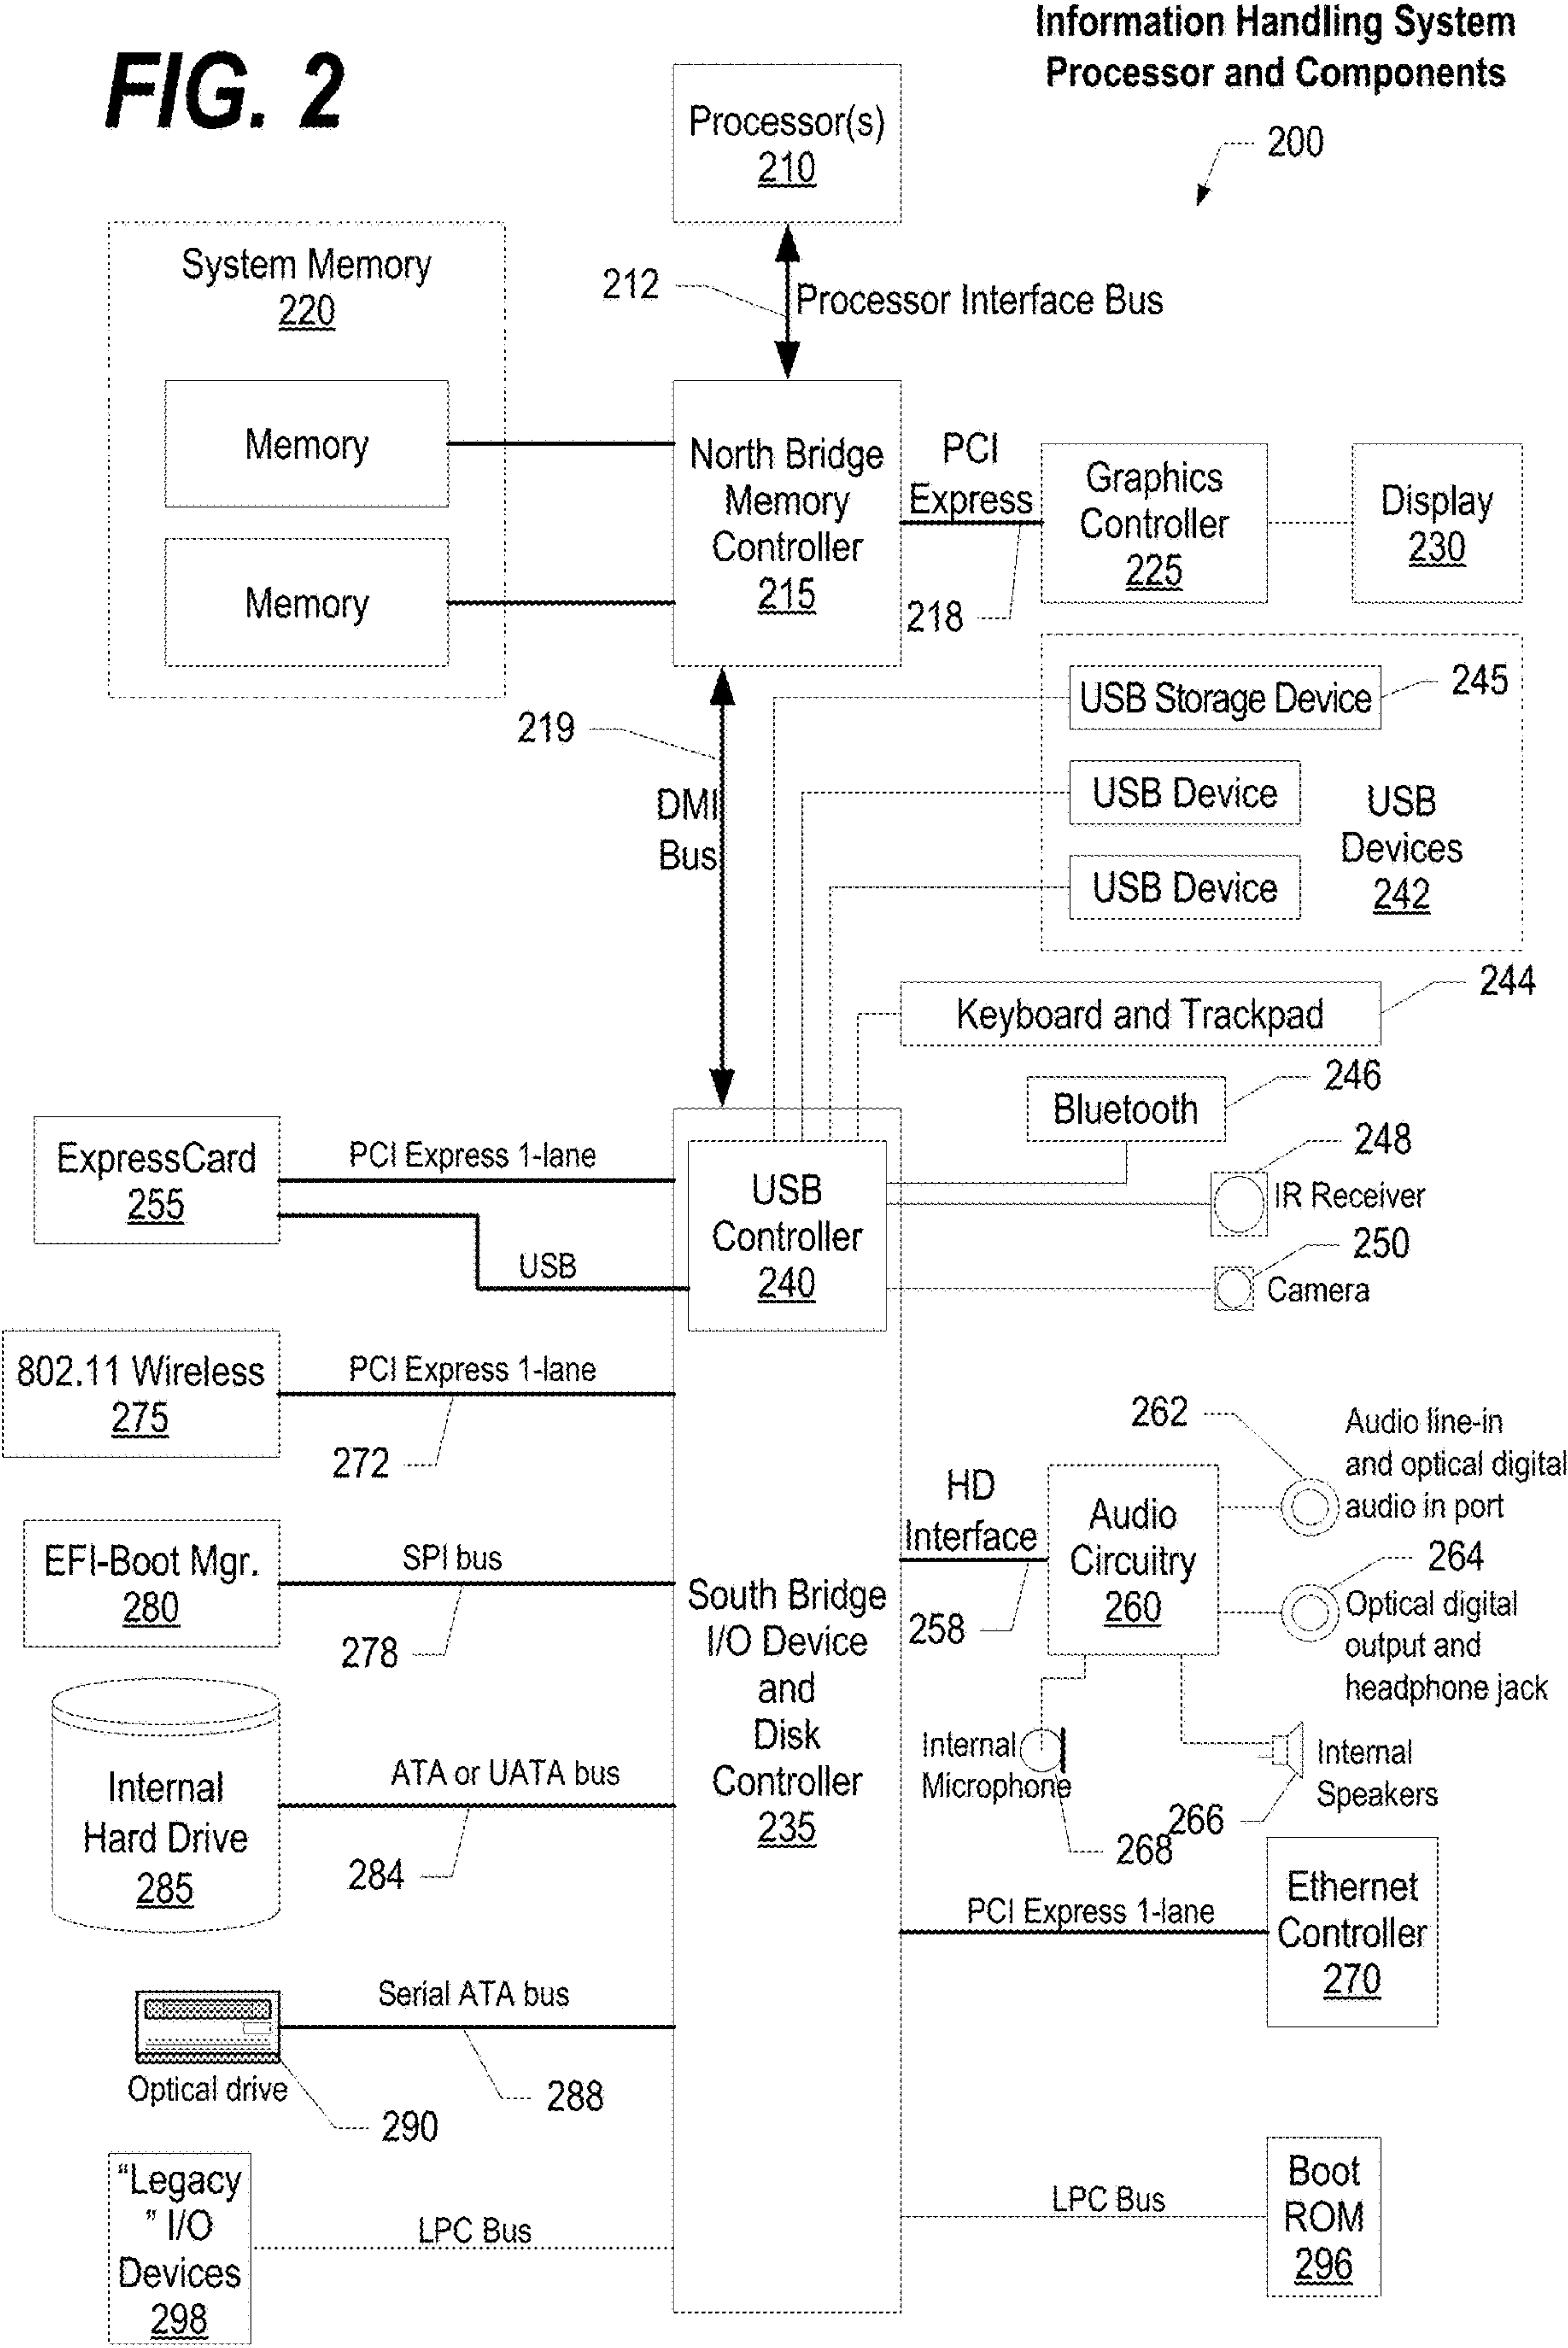 Information Handling System
Processor and Components
FIG. 2
200
Processor(s)
210
212
Processor Interface Bus
System Memory
220
Memory
Memory
North Bridge
Memory
Controller
215
PCI
Express
218
Graphics
Controller
225
Display
230
219
DMI
Bus
USB Storage Device
245
USB Device
USB Device
USB
Devices
242
Keyboard and Trackpad
244
Bluetooth
246
248
IR Receiver
250
Camera
ExpressCard
255
PCI Express 1-lane
USB
USB
Controller
240
802.11 Wireless
275
PCI Express 1-lane
272
EFI-Boot Mgr.
280
SPI bus
278
South Bridge
I/O Device
and
Disk
Controller
235
HD
Interface
258
Audio
Circuitry
260
262
Audio line-in
and optical digital
audio in port
264
Optical digital
output and
headphone jack
Internal
Microphone
268
Internal
Speakers
266
Internal
Hard Drive
285
ATA or UATA bus
284
PCI Express 1-lane
Ethernet
Controller
270
Serial ATA bus
288
Optical drive
290
“Legacy
” I/O
Devices
298
LPC Bus
LPC Bus
Boot
ROM
296